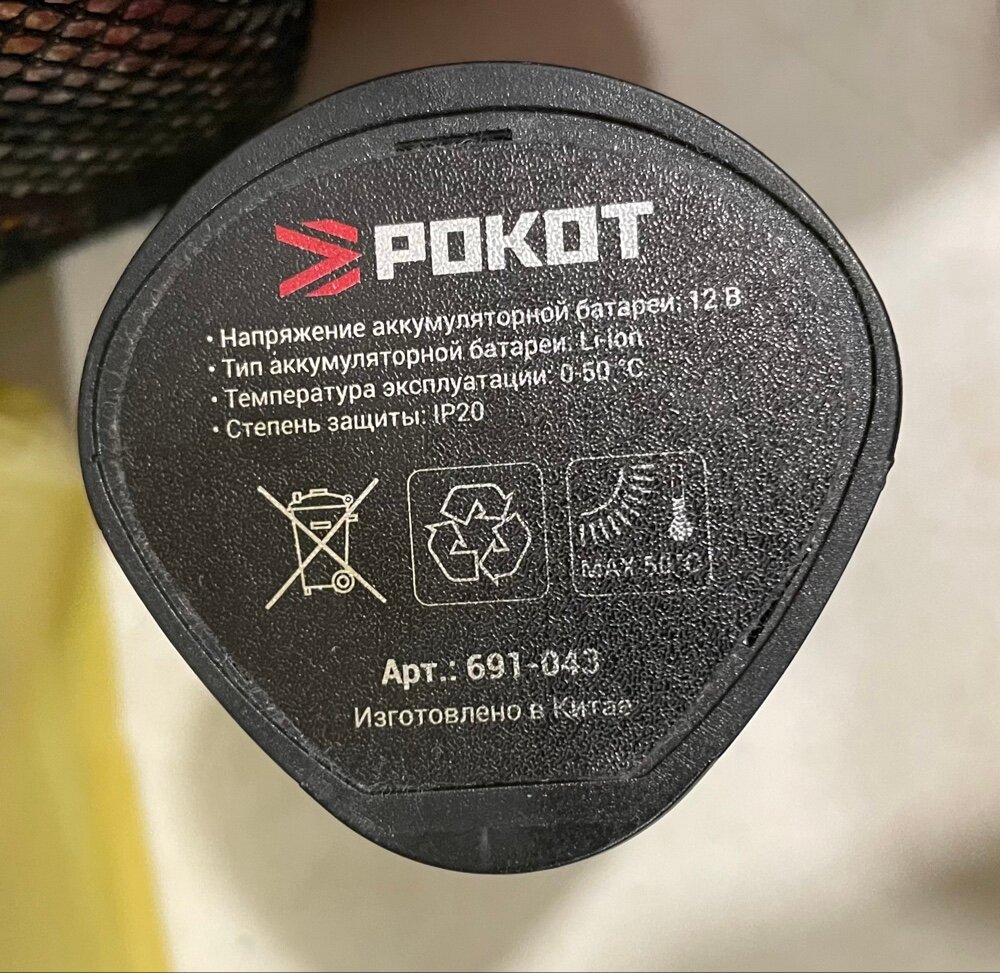 РОКОТ
• Напряжение аккумуляторной батареи: 12 В
• Тип аккумуляторной батареи: Li-Ion
• Температура эксплуатации: 0-50 °C
• Степень защиты: IP20
MAX 50°C
Арт.: 691-043
Изготовлено в Китае